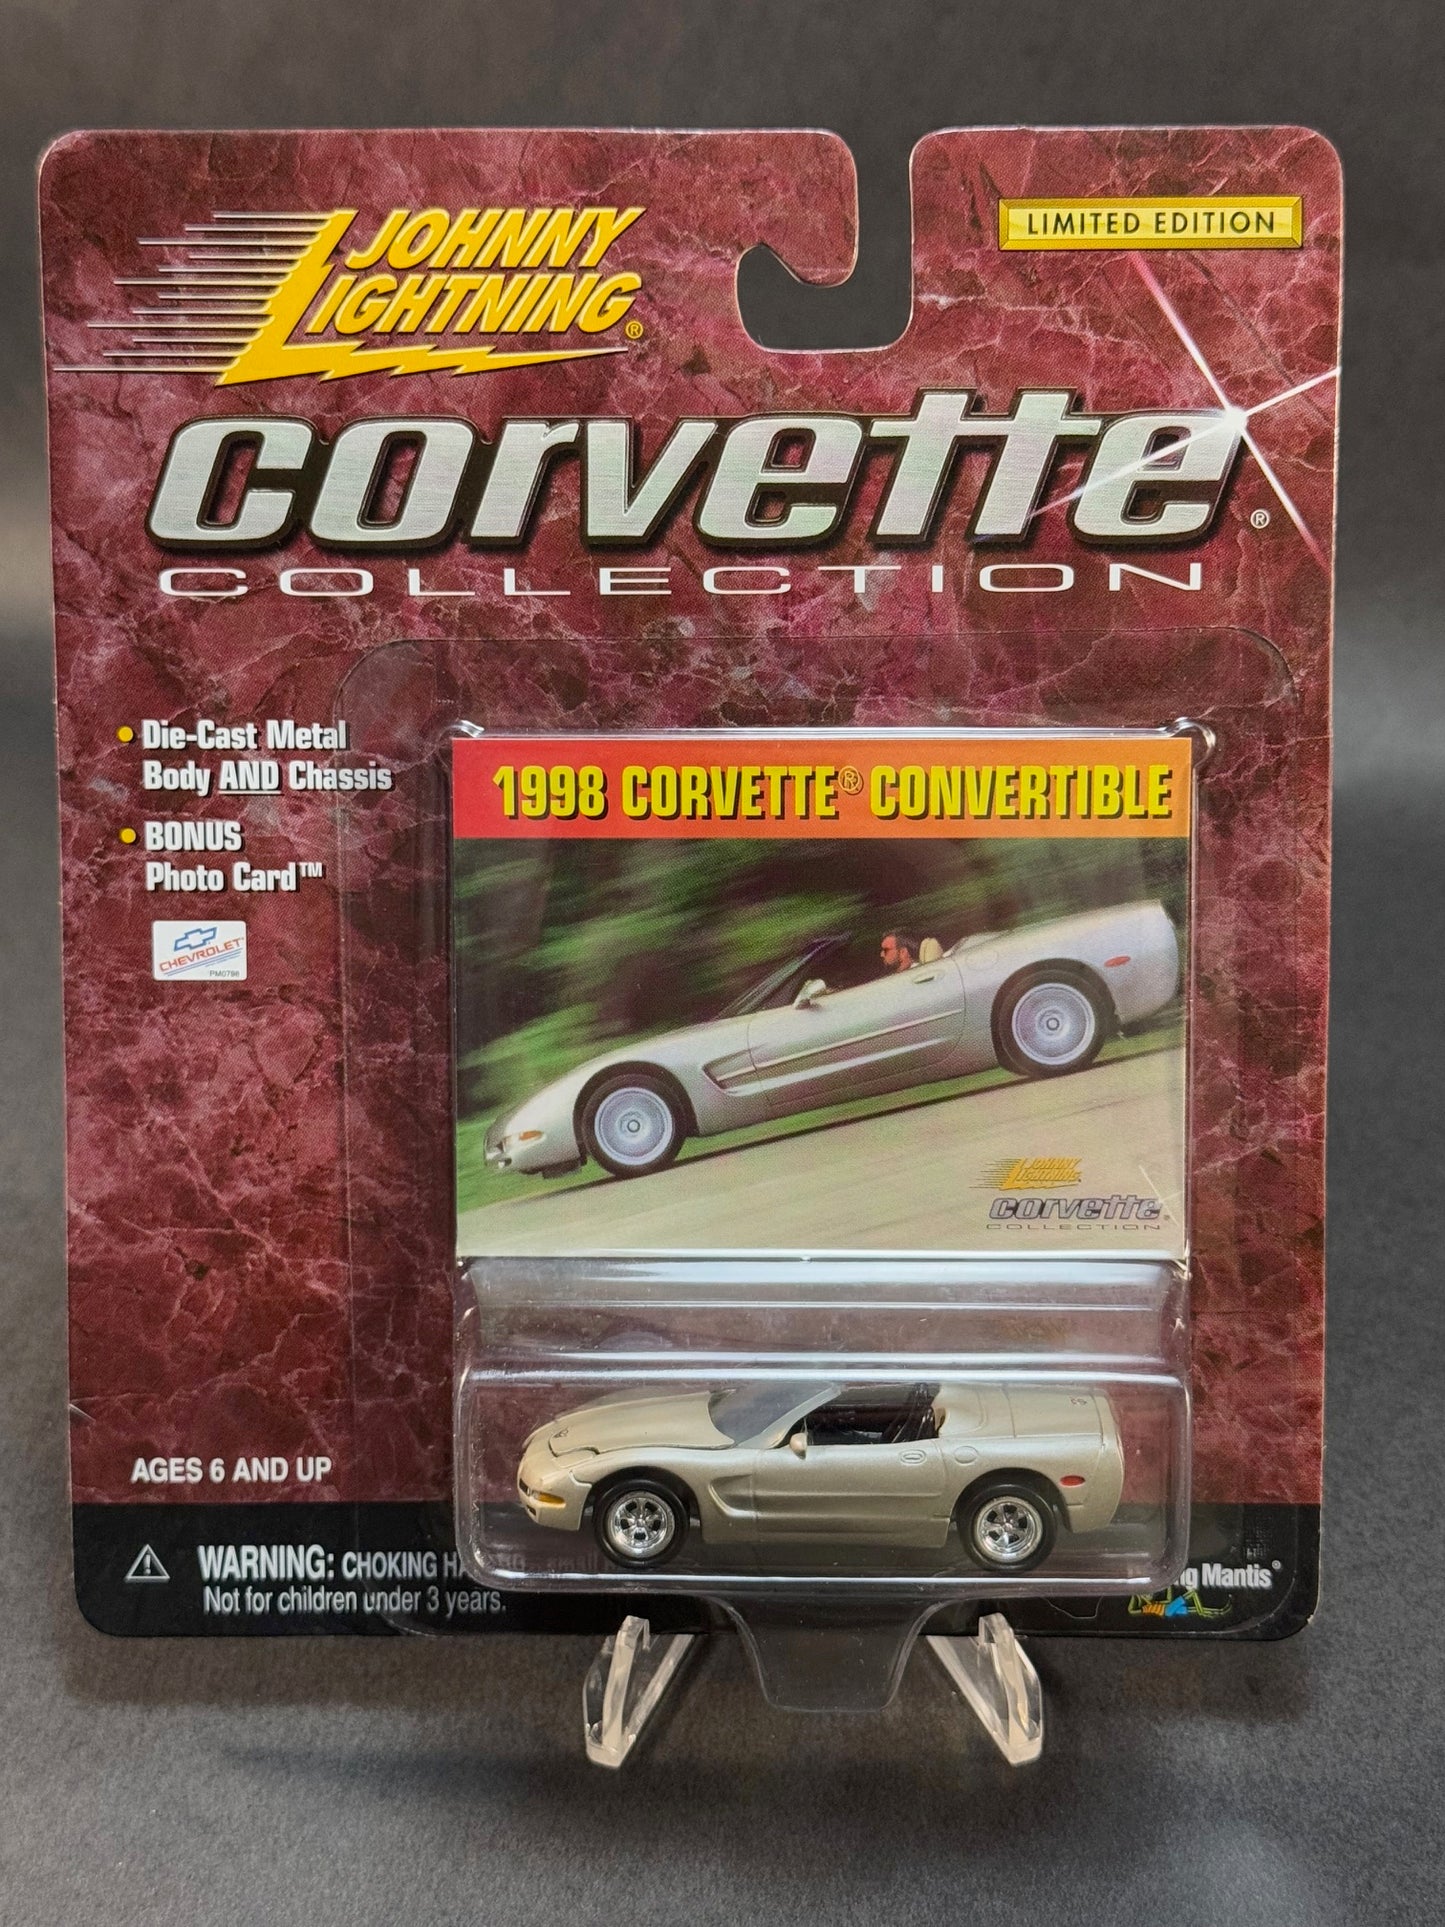 JOHNNY
LIGHTNING®
LIMITED EDITION
corvette®
COLLECTION
• Die-Cast Metal
Body AND Chassis
• BONUS
Photo Card™
CHEVROLET
PM0798
1998 CORVETTE® CONVERTIBLE
JOHNNY
LIGHTNING
corvette
COLLECTION
AGES 6 AND UP
WARNING: CHOKING
Not for children under 3 years.
Mantis®